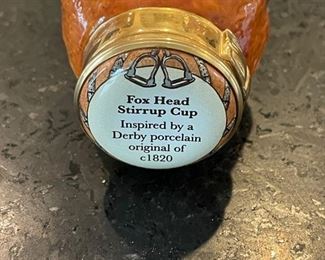 Fox Head
Stirrup Cup
Inspired by a
Derby porcelain
original of
c1820